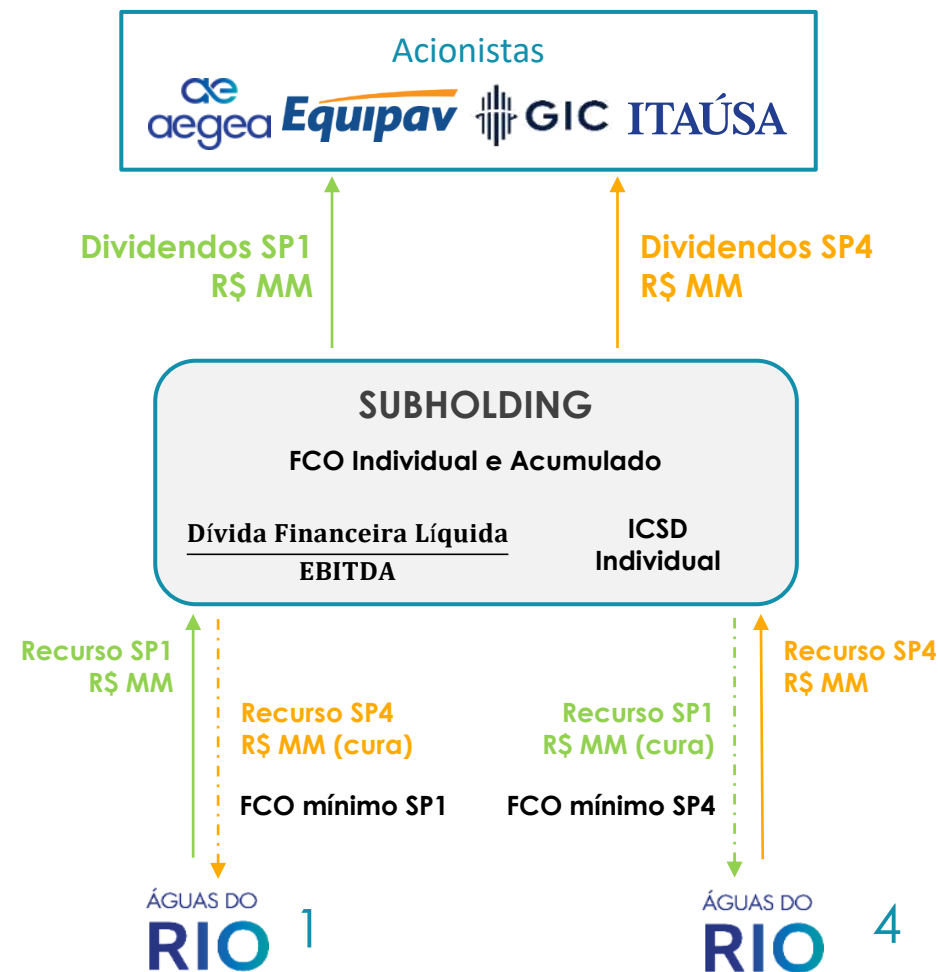 Acionistas
ae
aegea Equipav GIC ITAÚSA
Dividendos SP1
R$ MM
Dividendos SP4
R$ MM
SUBHOLDING
FCO Individual e Acumulado
Dívida Financeira Líquida
EBITDA
ICSD
Individual
Recurso SP1
R$ MM
Recurso SP4
R$ MM (cura)
FCO mínimo SP1
Recurso SP1
R$ MM (cura)
FCO mínimo SP4
Recurso SP4
R$ MM
ÁGUAS DO
RIO 1
ÁGUAS DO
RIO 4